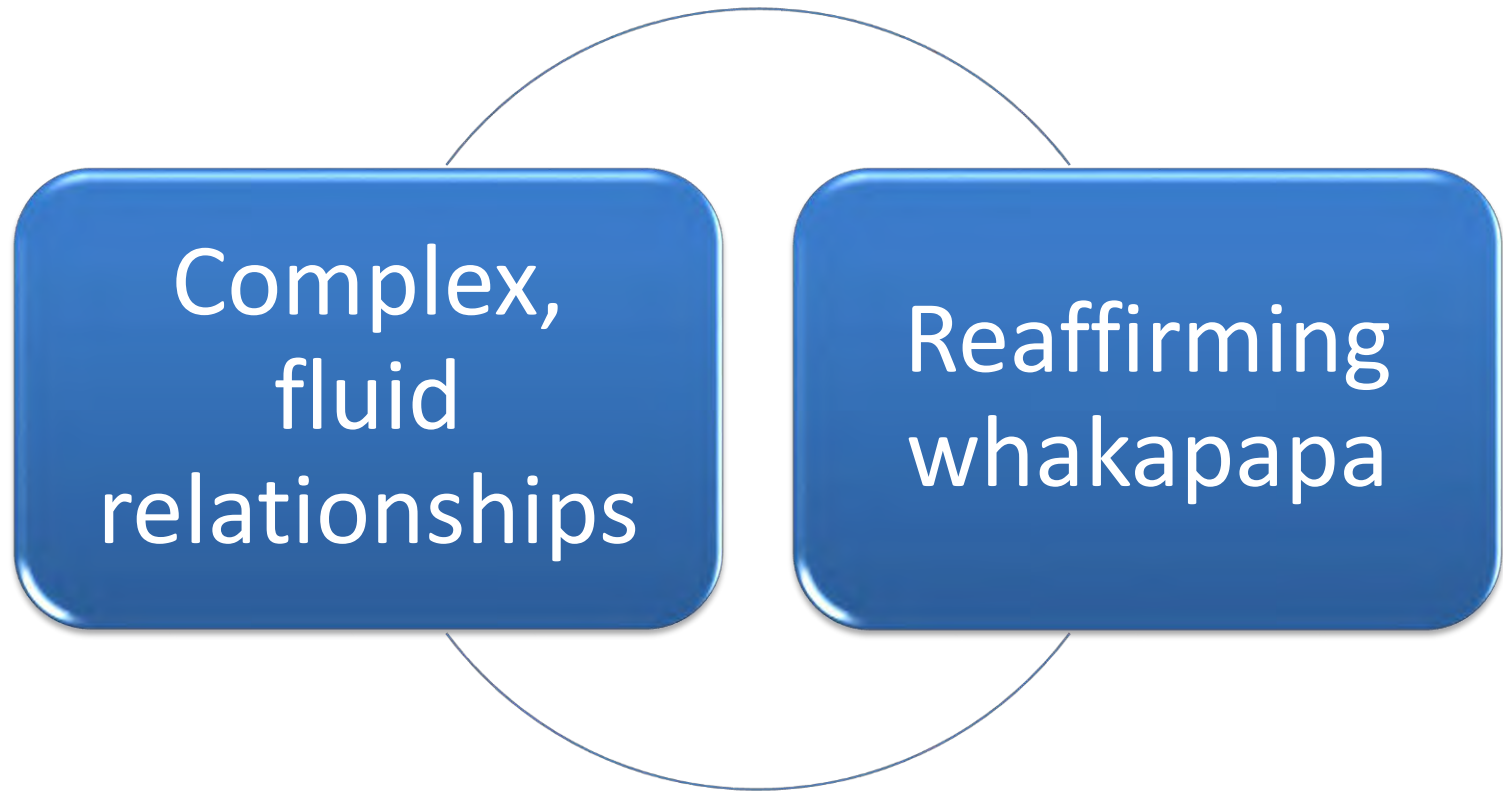 Complex,
fluid
relationships
Reaffirming
whakapapa